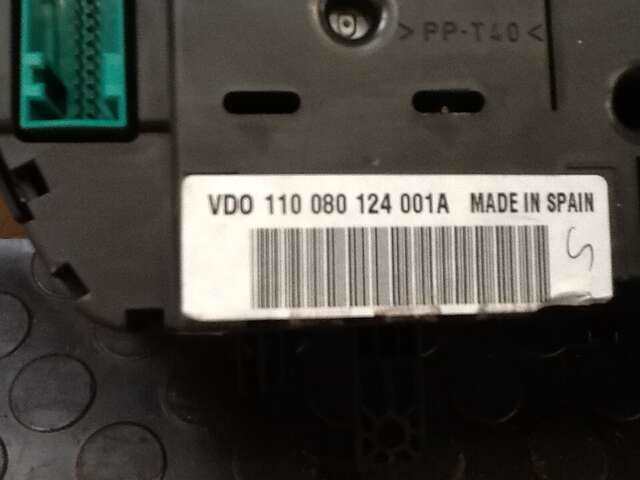 >PP-T40<
VDO 110 080 124 001A MADE IN SPAIN
S